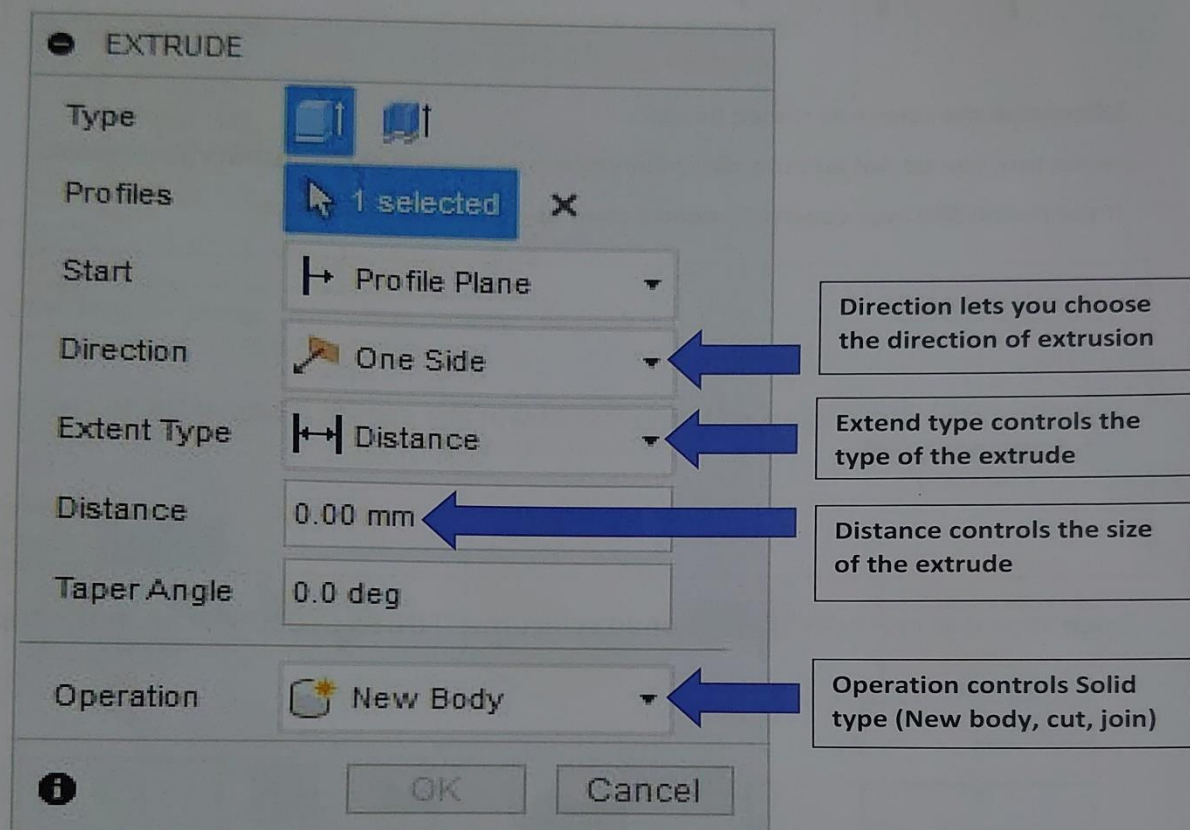 EXTRUDE
Type
Profiles
1 selected
Start
Profile Plane
Direction
One Side
Direction lets you choose
the direction of extrusion
Extent Type
Distance
Extend type controls the
type of the extrude
Distance
0.00 mm
Distance controls the size
of the extrude
Taper Angle
0.0 deg
Operation
New Body
Operation controls Solid
type (New body, cut, join)
OK
Cancel